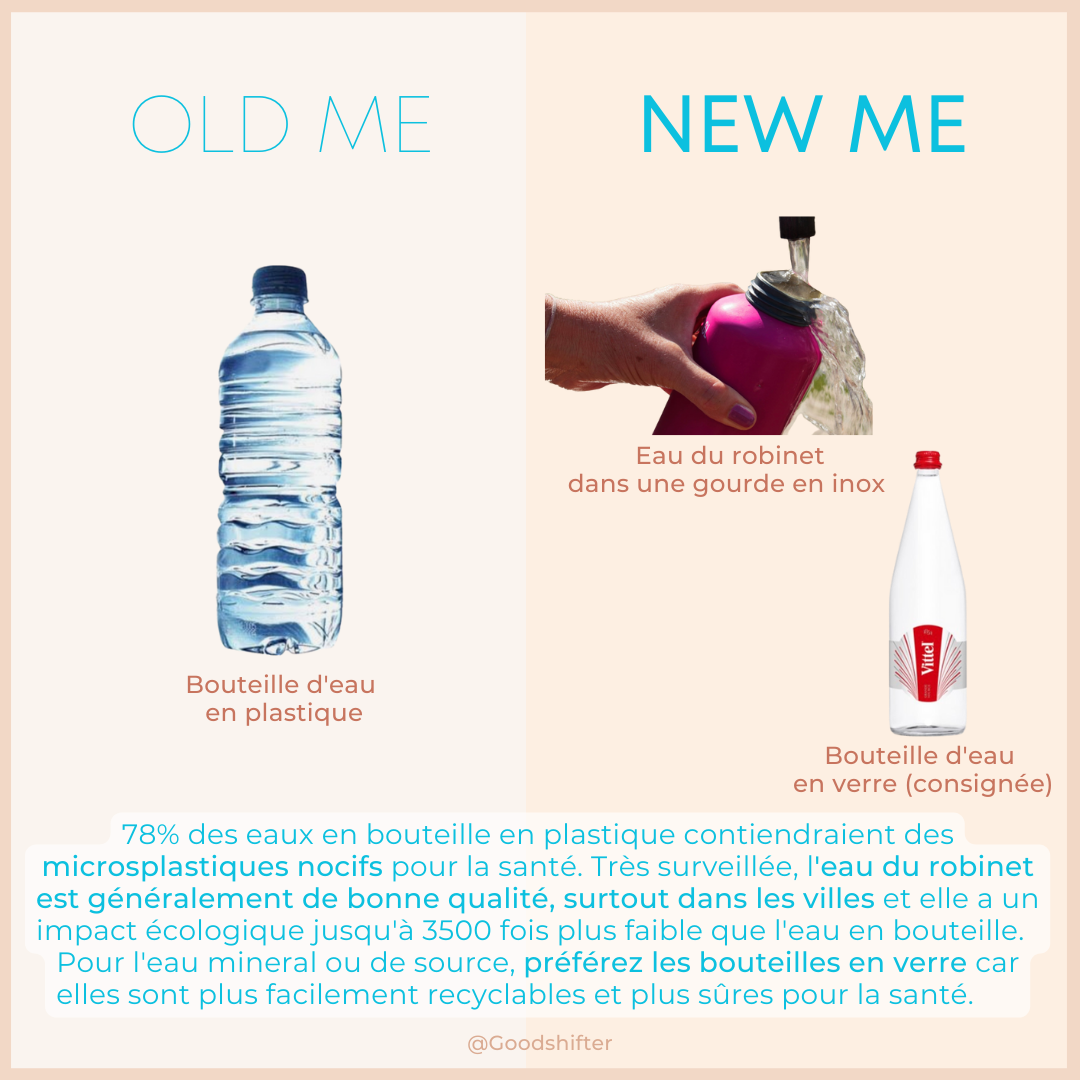 OLD ME
NEW ME
Eau du robinet
dans une gourde en inox
Vittel
Bouteille d'eau
en plastique
Bouteille d'eau
en verre (consignée)
78% des eaux en bouteille en plastique contiendraient des
microsplastiques nocifs pour la santé. Très surveillée, l'eau du robinet
est généralement de bonne qualité, surtout dans les villes et elle a un
impact écologique jusqu'à 3500 fois plus faible que l'eau en bouteille.
Pour l'eau mineral ou de source, préférez les bouteilles en verre car
elles sont plus facilement recyclables et plus sûres pour la santé.
@Goodshifter